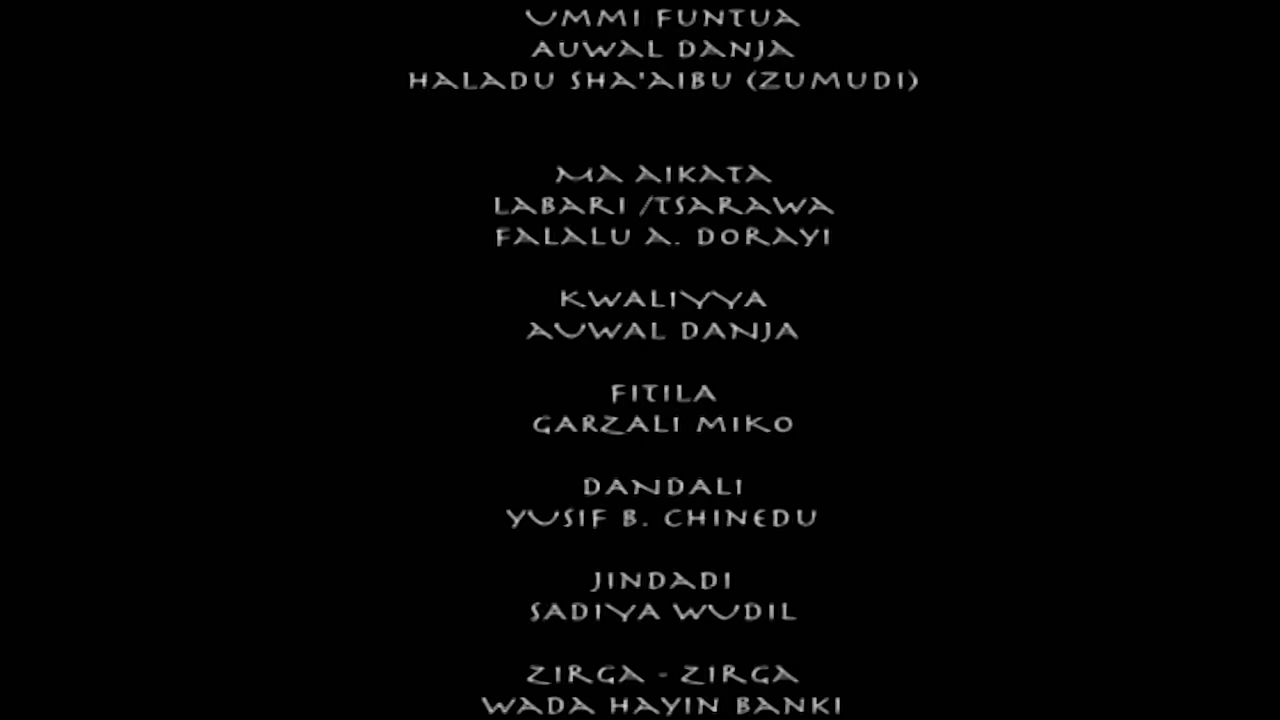 UMMI FUNTUA
AUWAL DANJA
HALADU SHA'AIBU (ZUMUDI)
MA AIKATA
LABARI /TSARAWA
FALALU A. DORAYI
KWALIYYA
AUWAL DANJA
FITILA
GARZALI MIKO
DANDALI
YUSIF B. CHINEDU
JINDADI
SADIYA WUDIL
ZIRGA - ZIRGA
WADA HAYIN BANKI